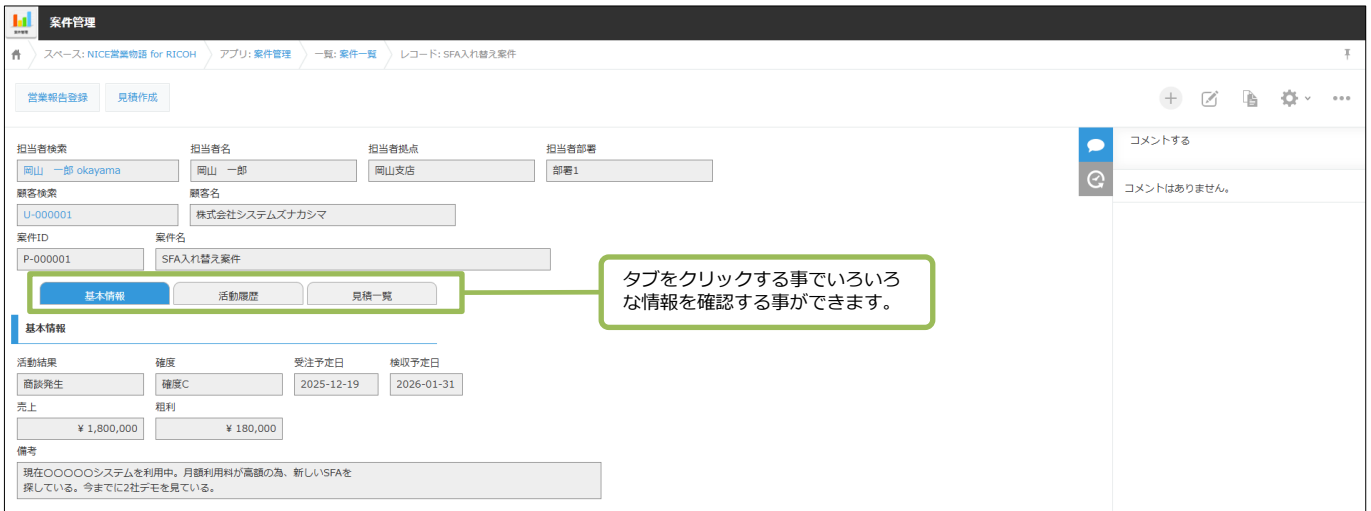 案件管理
スペース: NICE営業物語 for RICOH アプリ: 案件管理 一覧: 案件一覧 レコード: SFA入れ替え案件
営業報告登録 見積作成
担当者検索 担当者名 担当者拠点 担当者部署
岡山 一郎 okayama 岡山 一郎 岡山支店 部署1
顧客検索 顧客名
U-000001 株式会社システムズナカシマ
案件ID 案件名
P-000001 SFA入れ替え案件
基本情報 活動履歴 見積一覧
タブをクリックする事でいろいろ
な情報を確認する事ができます。
基本情報
活動結果 確度 受注予定日 検収予定日
商談発生 確度C 2025-12-19 2026-01-31
売上 粗利
¥ 1,800,000 ¥ 180,000
備考
現在〇〇〇〇〇システムを利用中。月額利用料が高額の為、新しいSFAを
探している。今までに2社デモを見ている。
コメントする
コメントはありません。